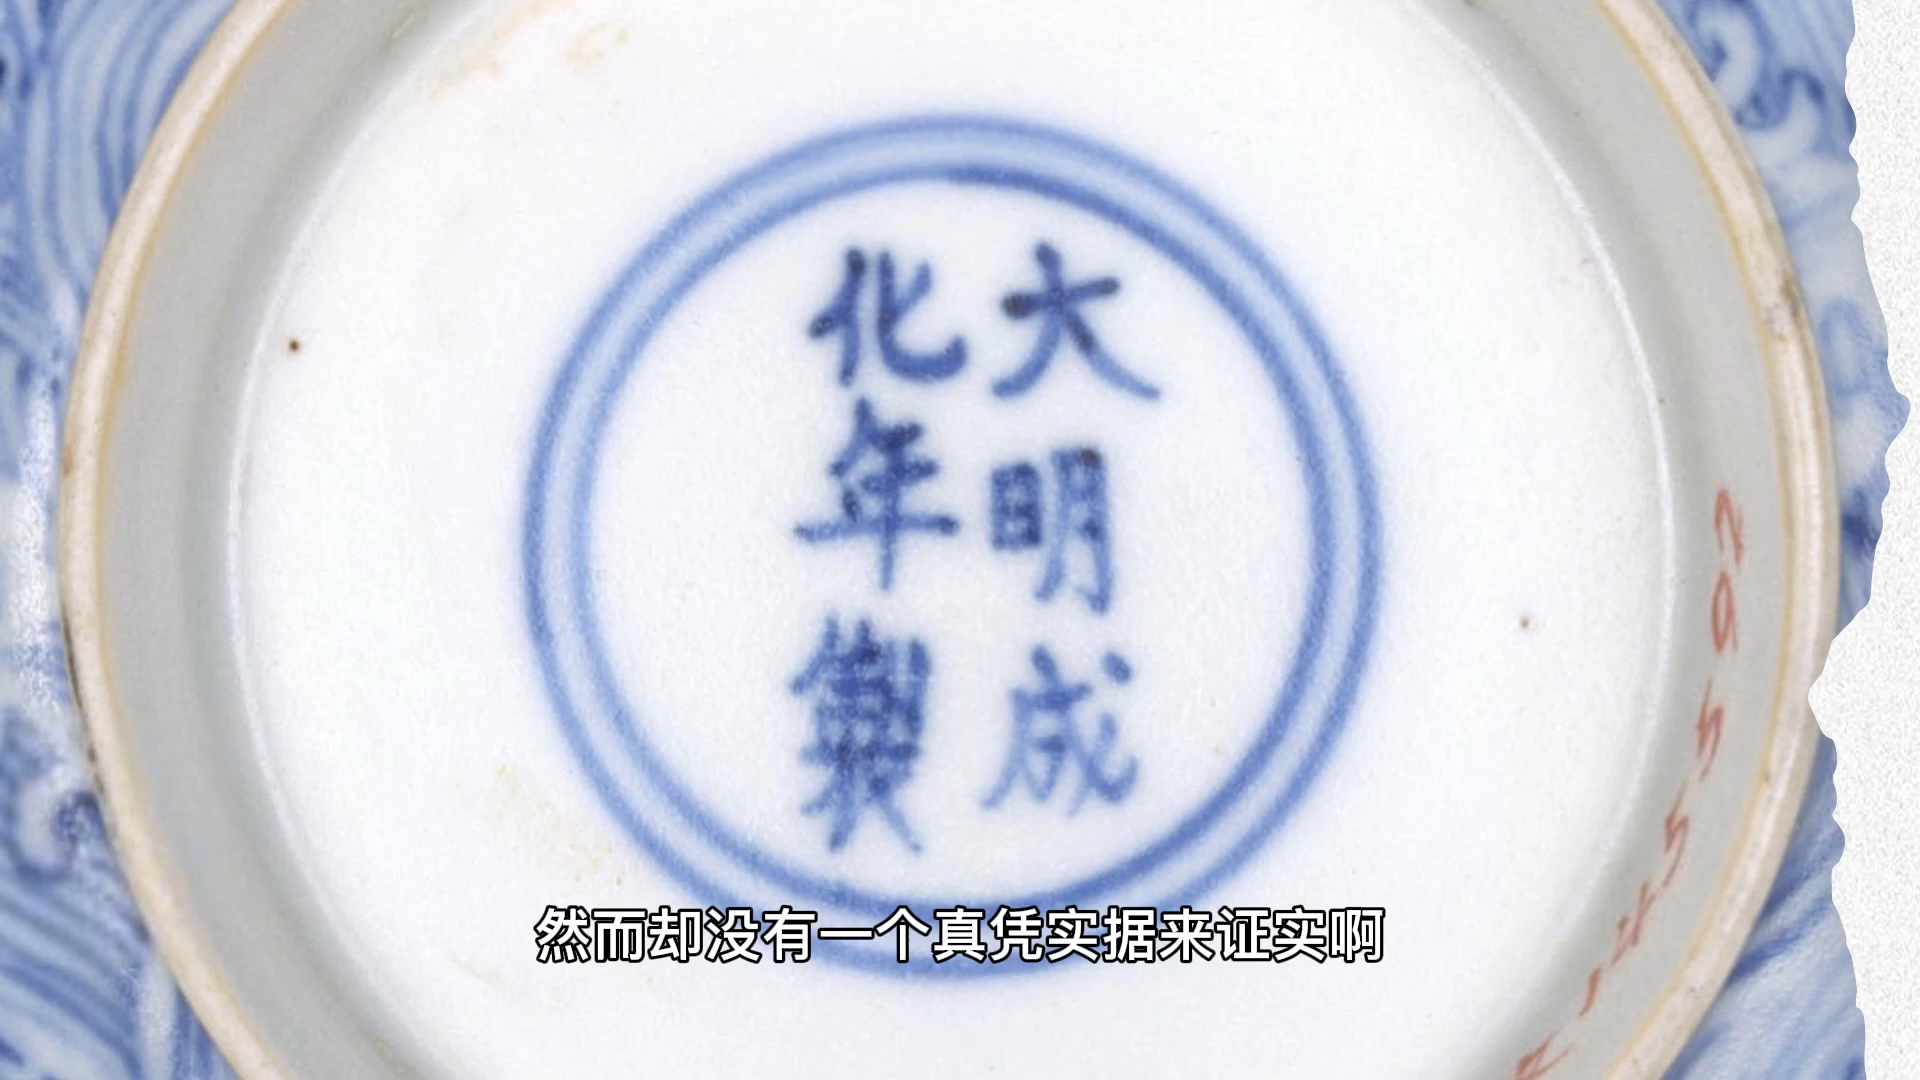 大明成
化年製
然而却没有一个真凭实据来证实啊